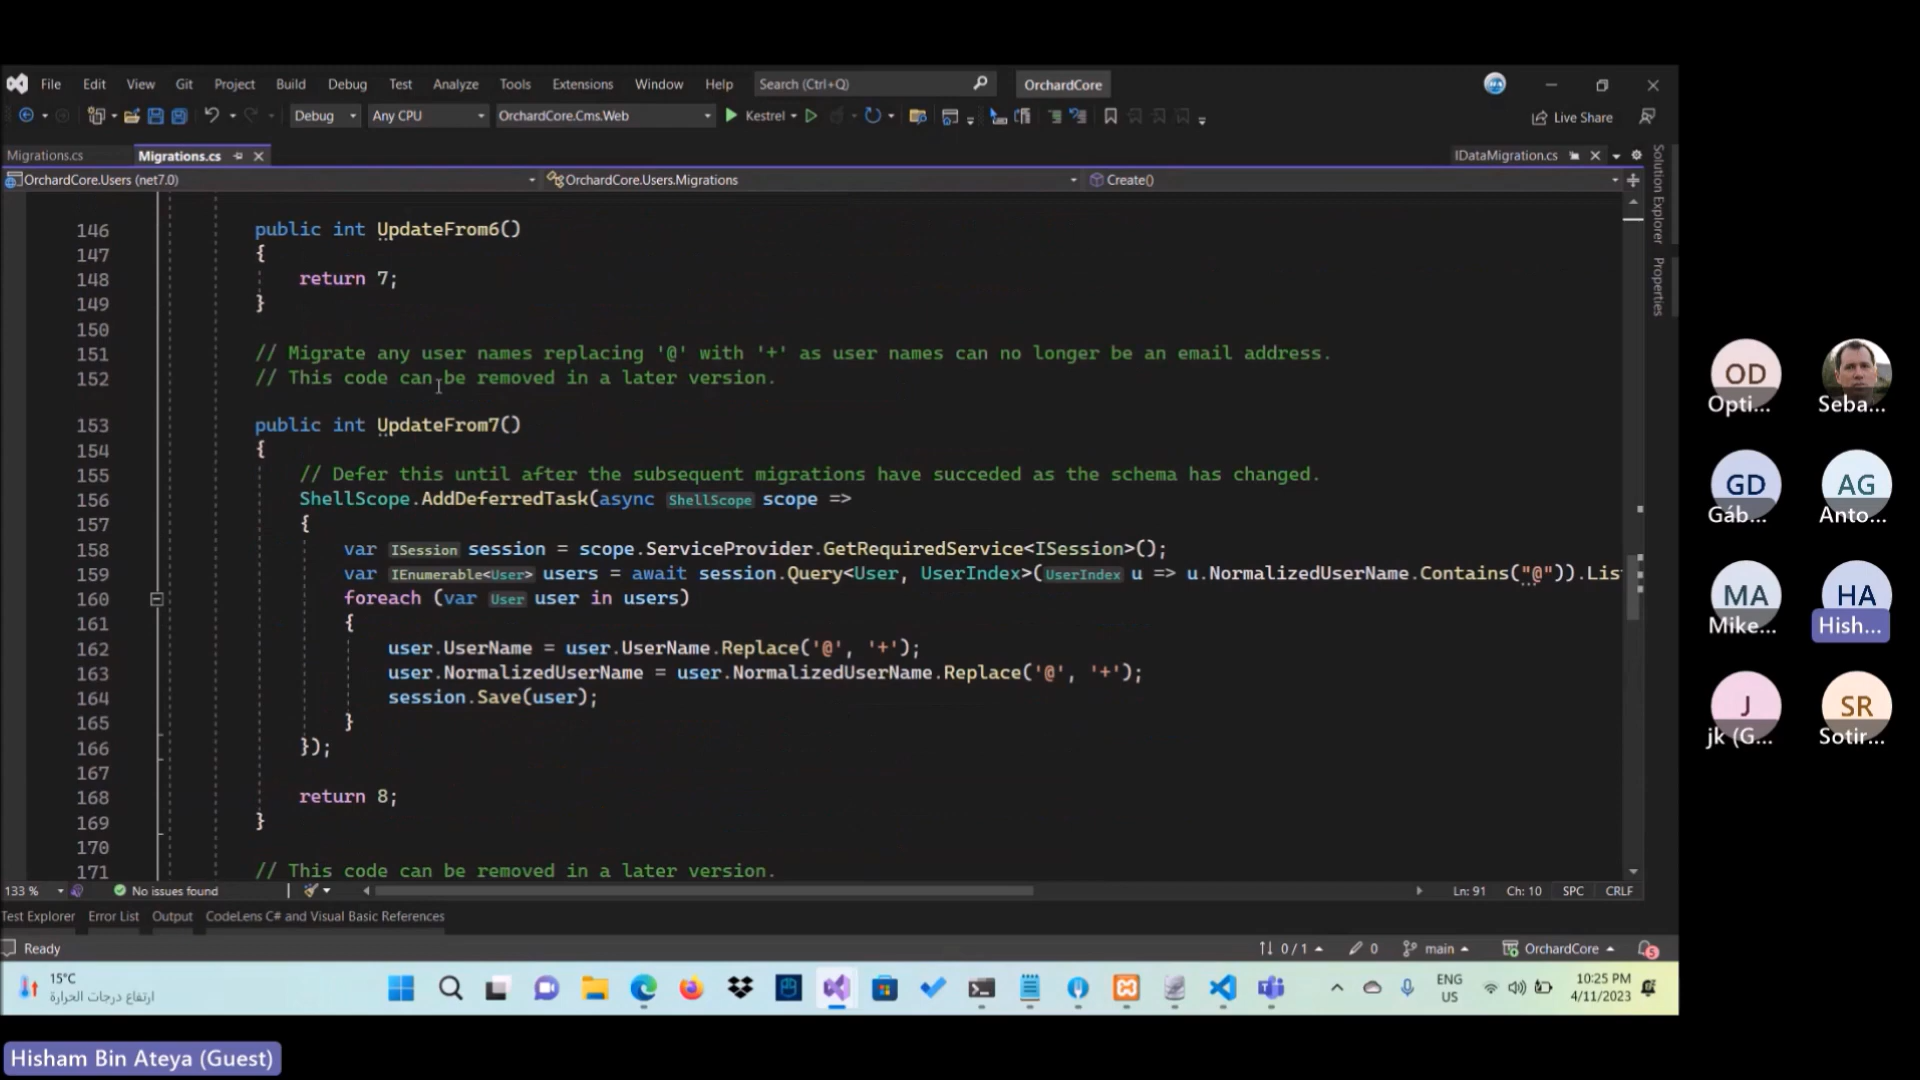 File Edit View Git Project Build Debug Test Analyze Tools Extensions Window Help Search (Ctrl+Q) OrchardCore
Debug Any CPU OrchardCore.Cms.Web Kestrel Live Share
Migrations.cs Migrations.cs IDataMigration.cs
OrchardCore.Users (net7.0) OrchardCore.Users.Migrations Create()
Solution Explorer
Properties
146 public int UpdateFrom6()
147 {
148 return 7;
149 }
150
151 // Migrate any user names replacing '@' with '+' as user names can no longer be an email address.
152 // This code can be removed in a later version.
153 public int UpdateFrom7()
154 {
155 // Defer this until after the subsequent migrations have succeded as the schema has changed.
156 ShellScope.AddDeferredTask(async ShellScope scope =>
157 {
158 var ISession session = scope.ServiceProvider.GetRequiredService<ISession>();
159 var IEnumerable<User> users = await session.Query<User, UserIndex>(UserIndex u => u.NormalizedUserName.Contains("@")).Lis
160 foreach (var User user in users)
161 {
162 user.UserName = user.UserName.Replace('@', '+');
163 user.NormalizedUserName = user.NormalizedUserName.Replace('@', '+');
164 session.Save(user);
165 }
166 });
167
168 return 8;
169 }
170
171 // This code can be removed in a later version.
133 % No issues found Ln: 91 Ch: 10 SPC CRLF
Test Explorer Error List Output CodeLens C# and Visual Basic References
Ready 0 / 1 0 main OrchardCore 5
15°C
ارتفاع درجات الحرارة
ENG
US
10:25 PM
4/11/2023
OD
Opti...
Seba...
GD
Gáb...
AG
Anto...
MA
Mike...
HA
Hish...
J
jk (G...
SR
Sotir...
Hisham Bin Ateya (Guest)